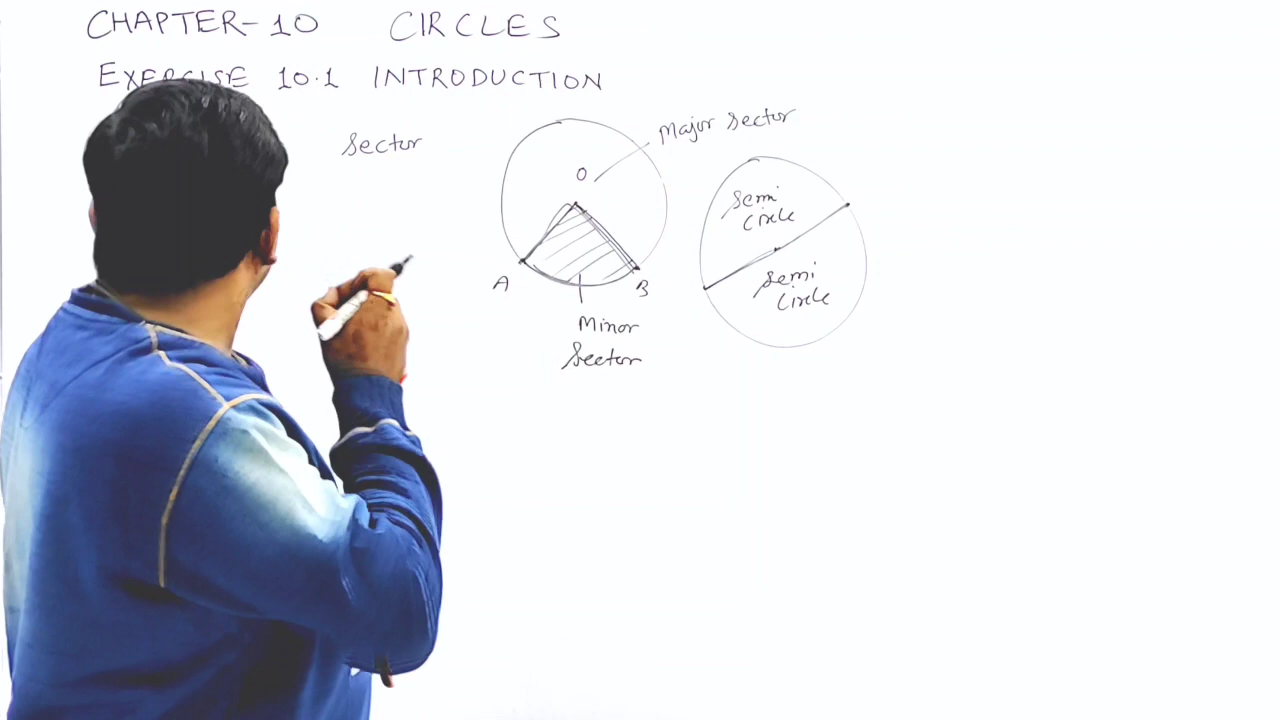 CHAPTER-10 CIRCLES
EXERCISE 10.1 INTRODUCTION
Sector
Major Sector
O
A
B
Minor
Sector
Semi
Circle
Semi
Circle